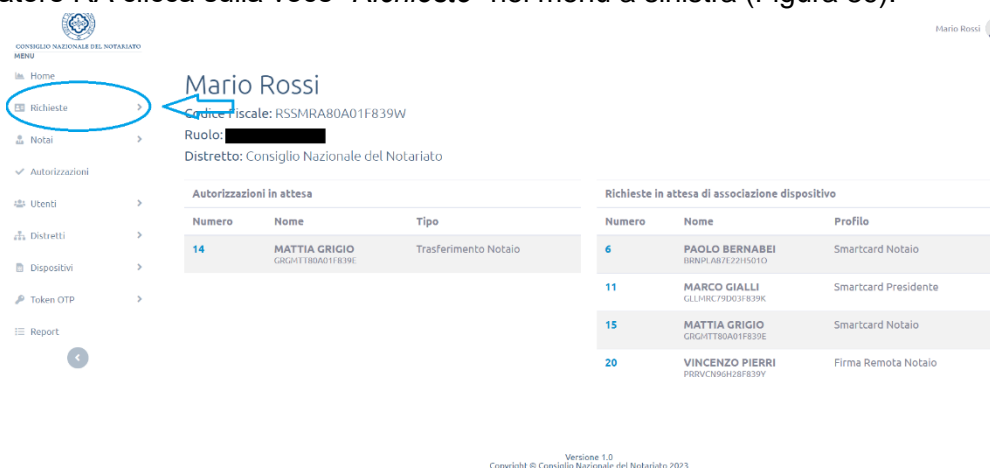 RA clicca sulla voce "Richieste" nel menu a sinistra (Figura
CONSIGLIO NAZIONALE DEL NOTARIATO
Mario Rossi
MENU
Home
Richieste
Notai
Autorizzazioni
Utenti
Distretti
Dispositivi
Token OTP
Report
Mario Rossi
Codice Fiscale: RSSMRA80A01F839W
Ruolo:
Distretto: Consiglio Nazionale del Notariato
Autorizzazioni in attesa
Numero Nome Tipo
14 MATTIA GRIGIO Trasferimento Notaio
GRGMTT80A01F839E
Richieste in attesa di associazione dispositivo
Numero Nome Profilo
6 PAOLO BERNABEI Smartcard Notaio
BRNPLA87E22H501O
11 MARCO GIALLI Smartcard Presidente
GLLMRC79D03F839K
15 MATTIA GRIGIO Smartcard Notaio
GRGMTT80A01F839E
20 VINCENZO PIERRI Firma Remota Notaio
PRRVCN96H28F839Y
Versione 1.0
Copyright © Consiglio Nazionale del Notariato 2023